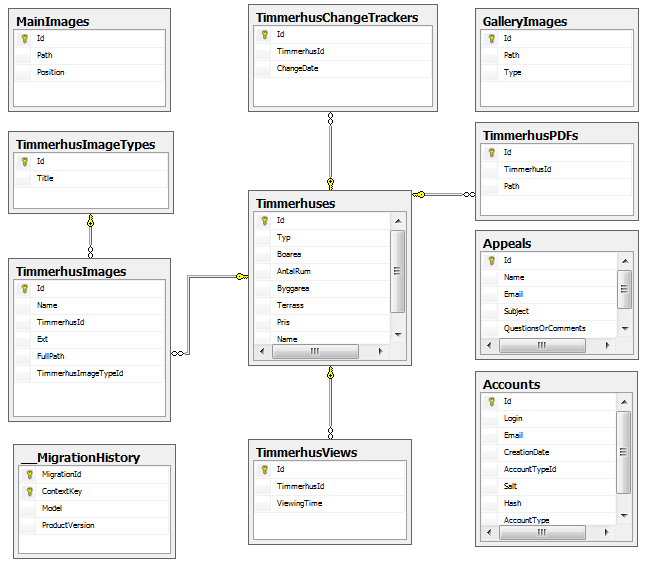 MainImages
Id
Path
Position
TimmerhusChangeTrackers
Id
TimmerhusId
ChangeDate
GalleryImages
Id
Path
Type
TimmerhusImageTypes
Id
Title
TimmerhusPDFs
Id
TimmerhusId
Path
Timmerhuses
Id
Typ
Boarea
AntalRum
Byggarea
Terrass
Pris
Name
Appeals
Id
Name
Email
Subject
QuestionsOrComments
TimmerhusImages
Id
Name
TimmerhusId
Ext
FullPath
TimmerhusImageTypeId
Accounts
Id
Login
Email
CreationDate
AccountTypeId
Salt
Hash
AccountType
__MigrationHistory
MigrationId
ContextKey
Model
ProductVersion
TimmerhusViews
Id
TimmerhusId
ViewingTime